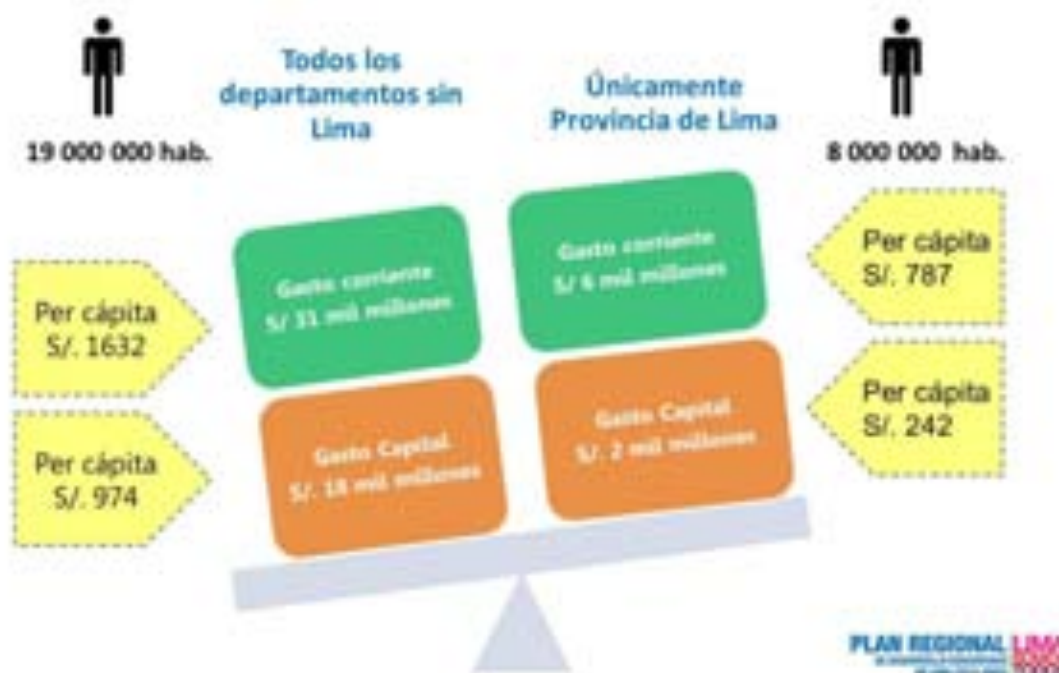 Todos los
departamentos sin
Lima
Únicamente
Provincia de Lima
19 000 000 hab.
8 000 000 hab.
Gasto corriente
S/ 31 mil millones
Gasto corriente
S/ 6 mil millones
Per cápita
S/. 787
Per cápita
S/. 1632
Gasto Capital
S/. 18 mil millones
Gasto Capital
S/. 2 mil millones
Per cápita
S/. 242
Per cápita
S/. 974
PLAN REGIONAL LIMA